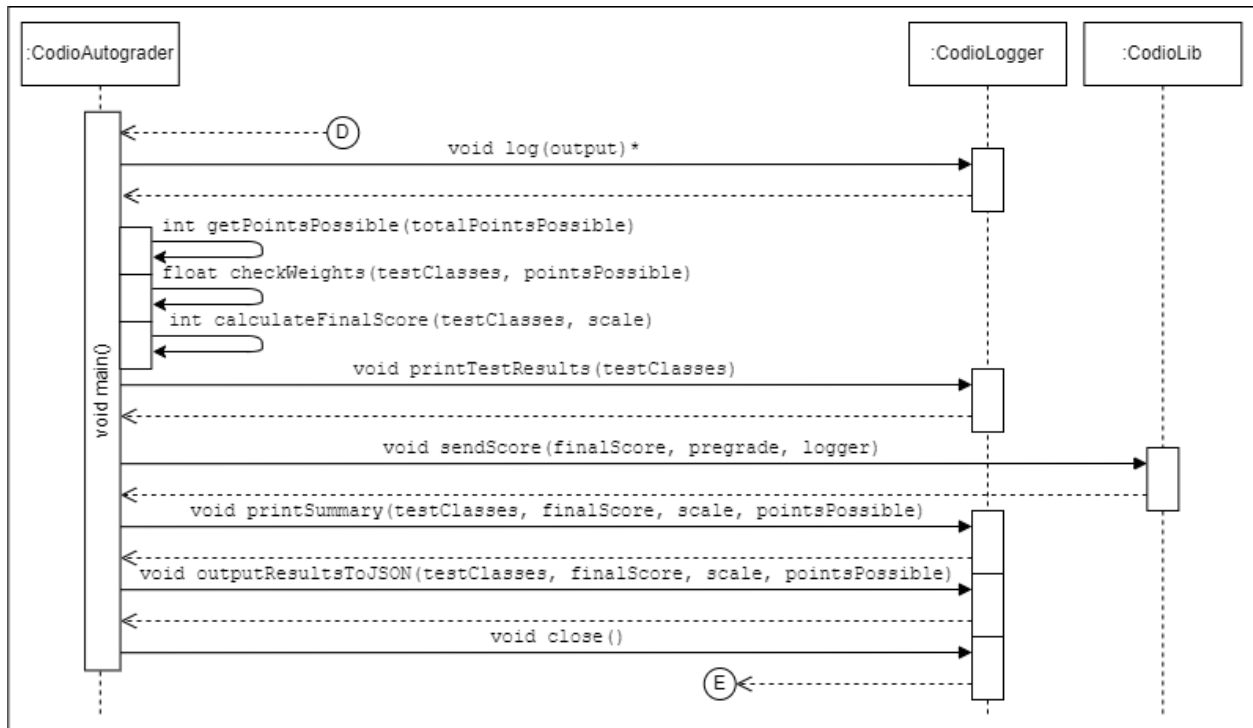 :CodioAutograder
:CodioLogger
:CodioLib
D
void log(output)*
int getPointsPossible(totalPointsPossible)
float checkWeights(testClasses, pointsPossible)
int calculateFinalScore(testClasses, scale)
void main()
void printTestResults(testClasses)
void sendScore(finalScore, pregrade, logger)
void printSummary(testClasses, finalScore, scale, pointsPossible)
void outputResultsToJSON(testClasses, finalScore, scale, pointsPossible)
void close()
E